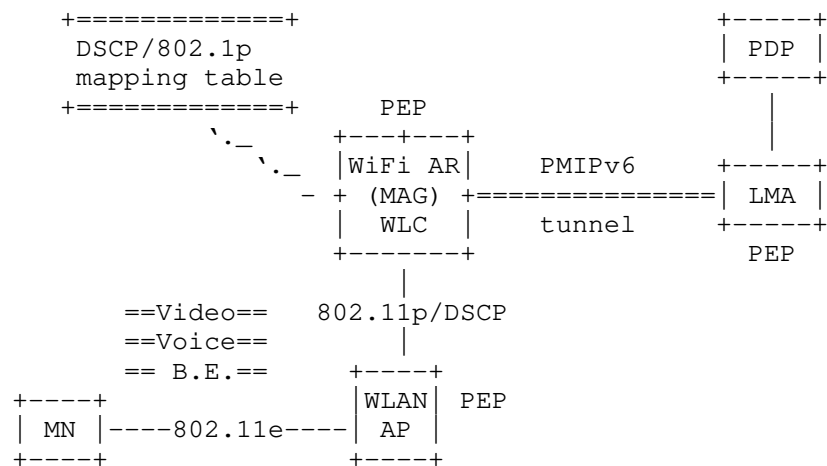 +=============+ +-----+
DSCP/802.1p | PDP |
mapping table +-----+
+=============+ PEP |
`._ +---+---+ |
`._ |WiFi AR| PMIPv6 +-----+
- + (MAG) +===============| LMA |
| WLC | tunnel +-----+
+-------+ PEP
|
==Video== 802.11p/DSCP
==Voice== |
== B.E.== +----+
+----+ |WLAN| PEP
| MN |----802.11e----| AP |
+----+ +----+